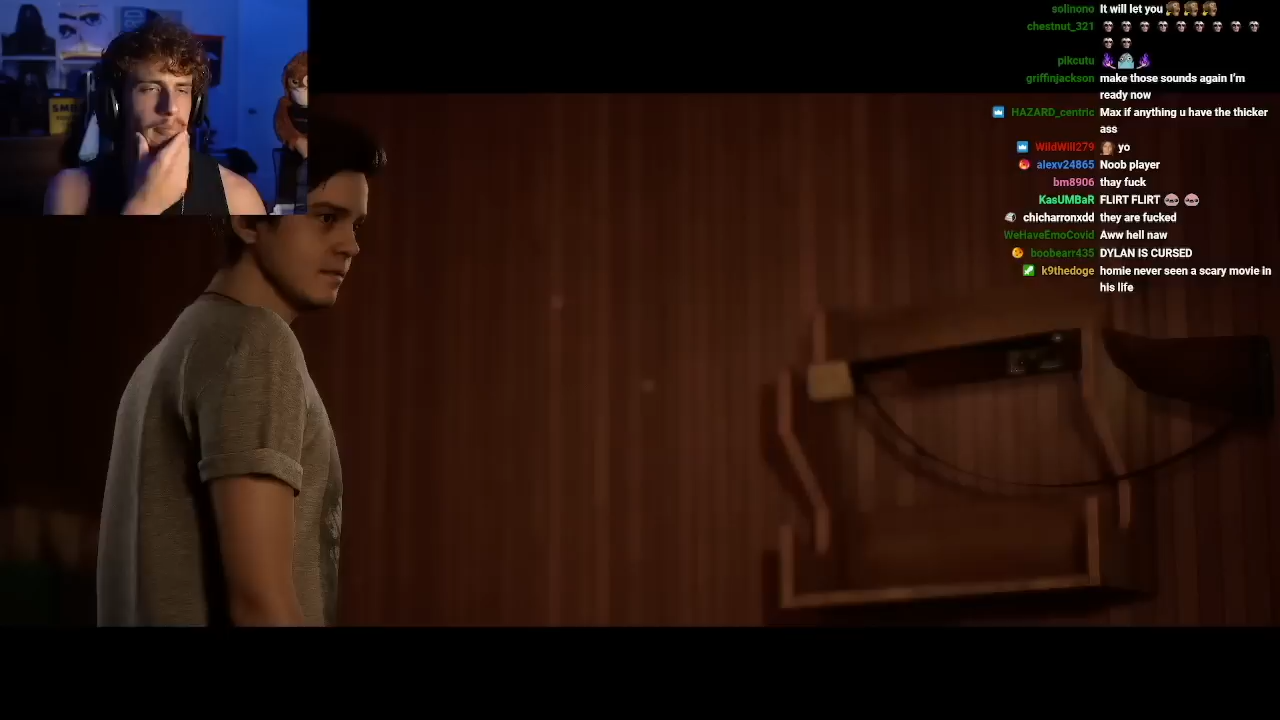 solinono It will let you
chestnut_321
pikcutu
griffinjackson make those sounds again I'm
ready now
HAZARD_centric Max if anything u have the thicker
ass
WildWill279 yo
alexv24865 Noob player
bm8906 thay fuck
KasUMBaR FLIRT FLIRT
chicharronxdd they are fucked
WeHaveEmoCovid Aww hell naw
boobearr435 DYLAN IS CURSED
k9thedoge homie never seen a scary movie in
his life